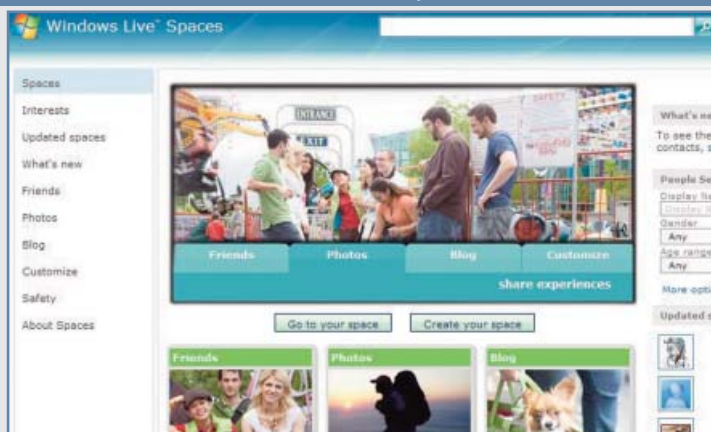 Windows Live™ Spaces
Spaces
Interests
Updated spaces
What's new
Friends
Photos
Blog
Customize
Safety
About Spaces
ENTRANCE
EXIT
SAFETY
Friends
Photos
Blog
Customize
share experiences
Go to your space
Create your space
Friends
Photos
Blog
What's ne
To see the
contacts, s
People Se
Display Na
Gender
Any
Age range
Any
More opti
Updated s